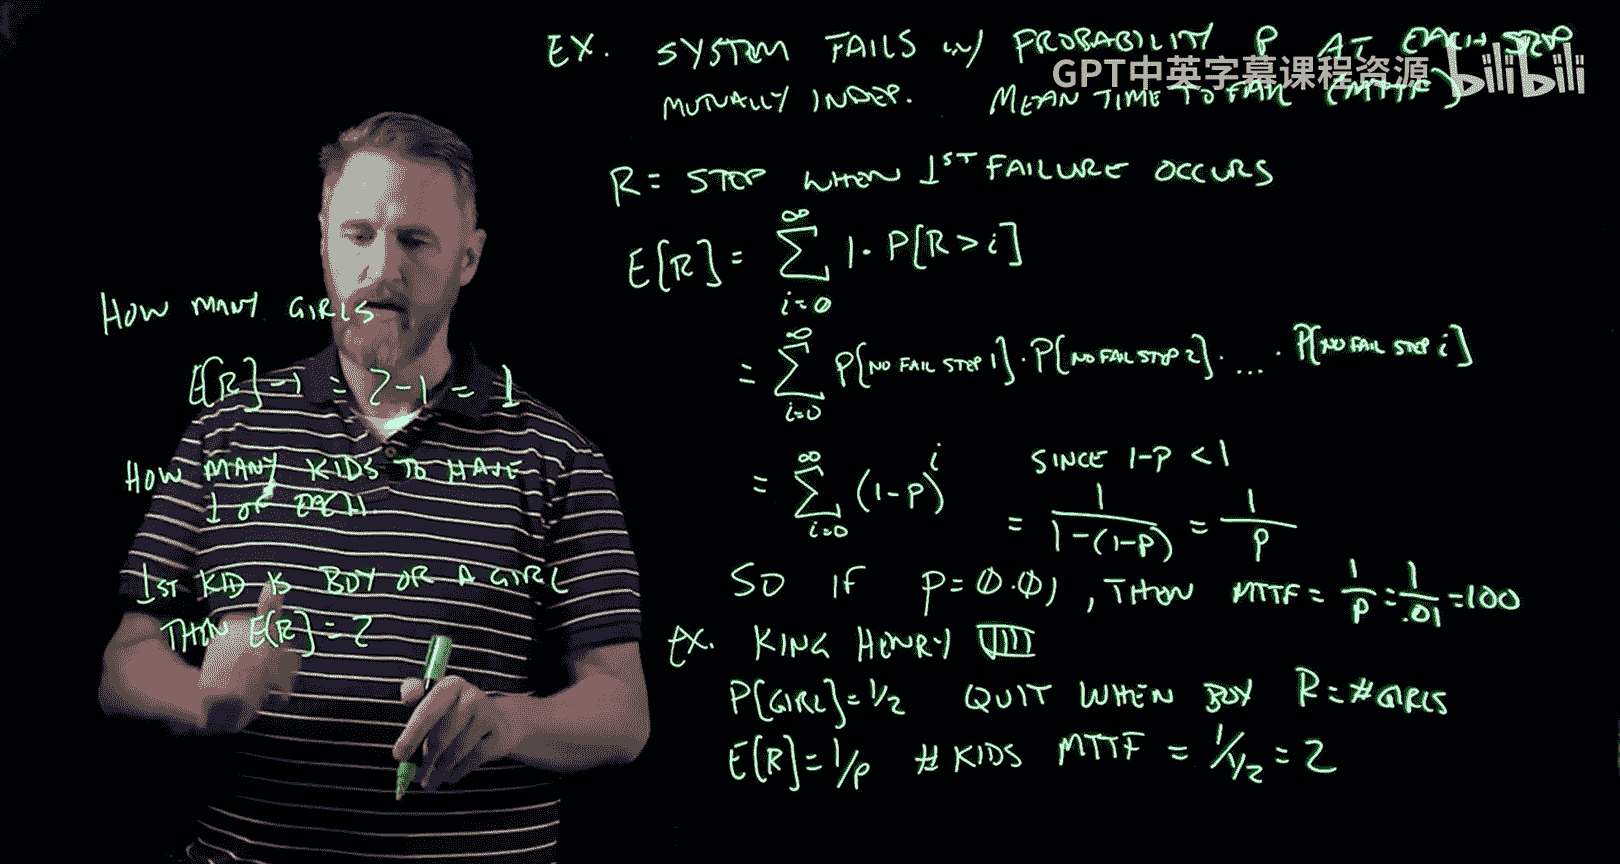 EX. SYSTEM FAILS w/ PROBABILITY P AT EACH STEP
GPT中英字幕课程资源 bilibili
MUTUALLY INDEP. MEAN TIME TO FAIL (MTTF)
R = STEP WHEN 1ST FAILURE OCCURS
E[R] = ∑_{i=0}^{∞} 1 · P[R > i]
= ∑_{i=0}^{∞} P[NO FAIL STEP 1] · P[NO FAIL STEP 2] · ... · P[NO FAIL STEP i]
= ∑_{i=0}^{∞} (1-p)^i SINCE 1-p < 1
= 1/(1-(1-p)) = 1/p
SO IF p = 0.01, THEN MTTF = 1/p = 1/.01 = 100
EX. KING HENRY VIII
P[GIRL] = 1/2 QUIT WHEN BOY R = # GIRLS
E[R] = 1/p # KIDS MTTF = 1/1/2 = 2
HOW MANY GIRLS
E[R] - 1 = 2 - 1 = 1
HOW MANY KIDS TO HAVE
1 OF EACH
1ST KID IS BOY OR A GIRL
THEN E[R] = 2